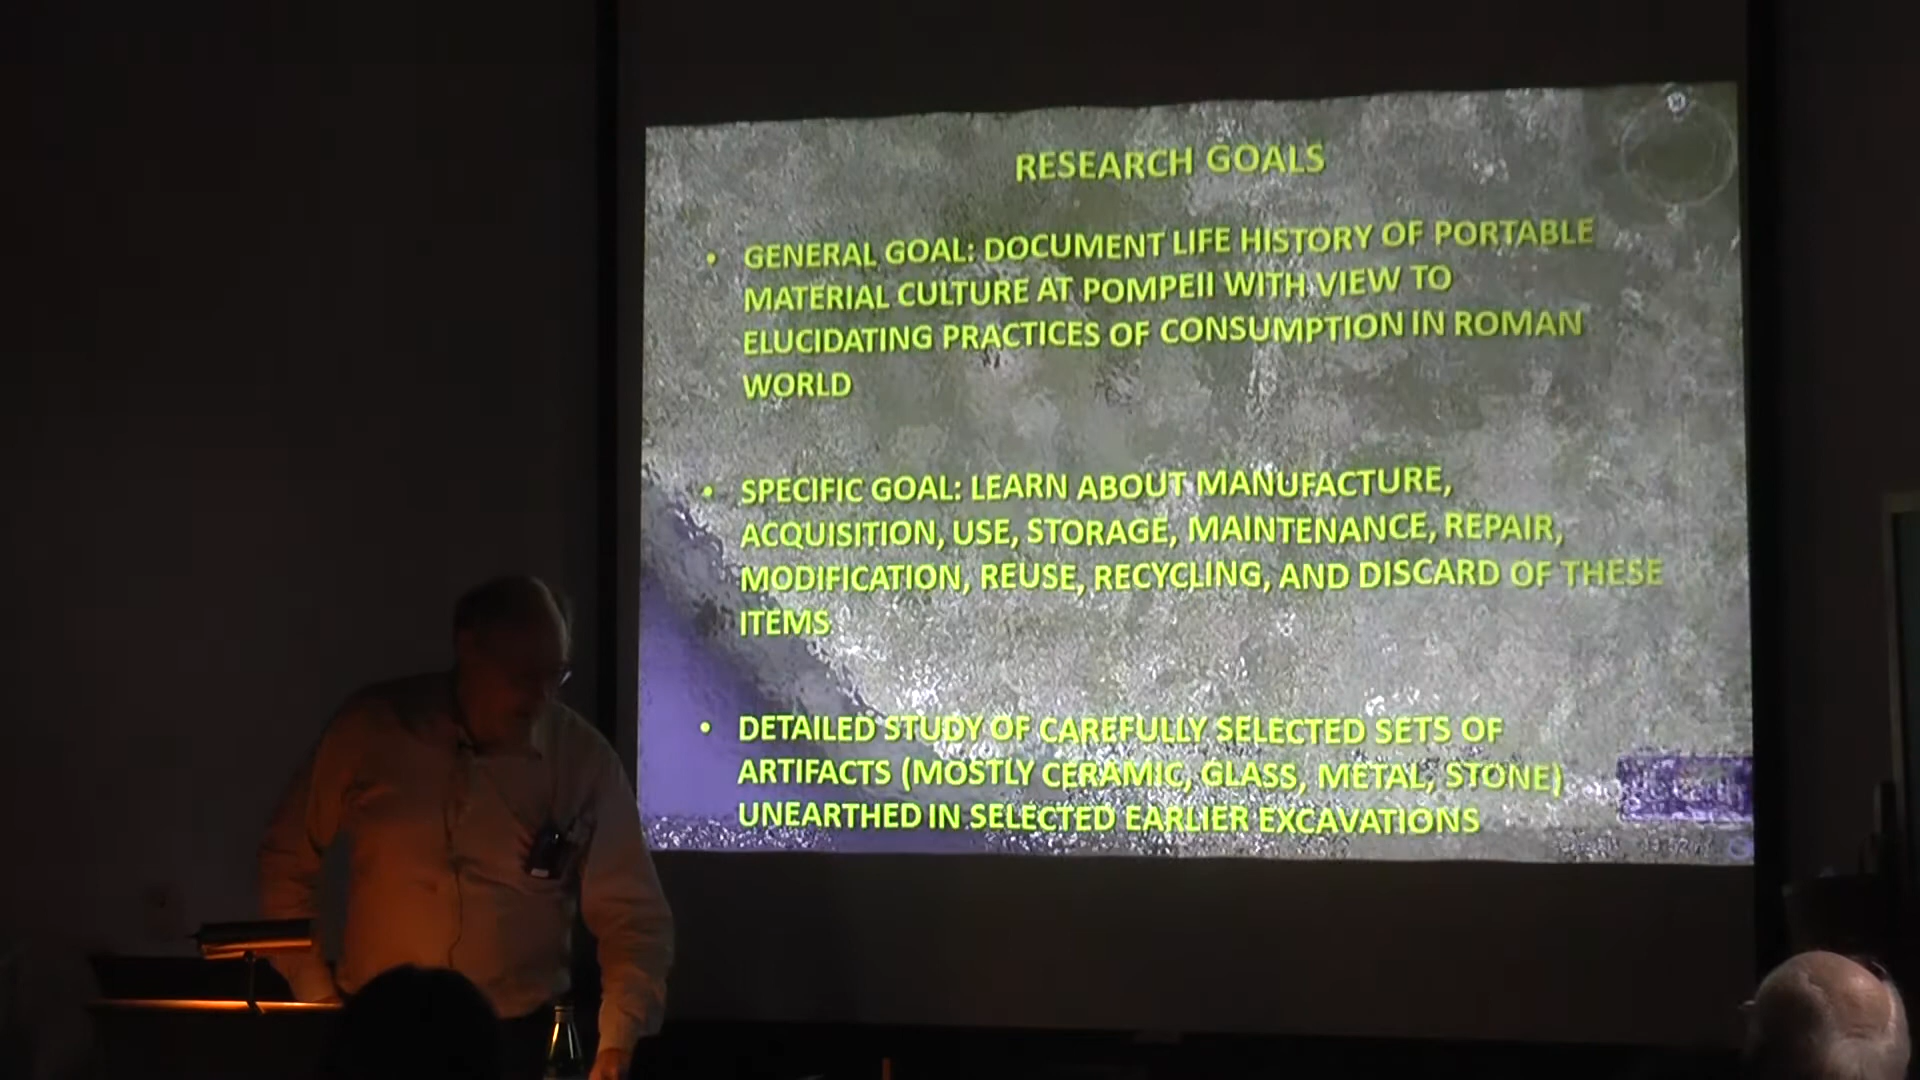 RESEARCH GOALS
• GENERAL GOAL: DOCUMENT LIFE HISTORY OF PORTABLE
MATERIAL CULTURE AT POMPEII WITH VIEW TO
ELUCIDATING PRACTICES OF CONSUMPTION IN ROMAN
WORLD
• SPECIFIC GOAL: LEARN ABOUT MANUFACTURE,
ACQUISITION, USE, STORAGE, MAINTENANCE, REPAIR,
MODIFICATION, REUSE, RECYCLING, AND DISCARD OF THESE
ITEMS
• DETAILED STUDY OF CAREFULLY SELECTED SETS OF
ARTIFACTS (MOSTLY CERAMIC, GLASS, METAL, STONE)
UNEARTHED IN SELECTED EARLIER EXCAVATIONS